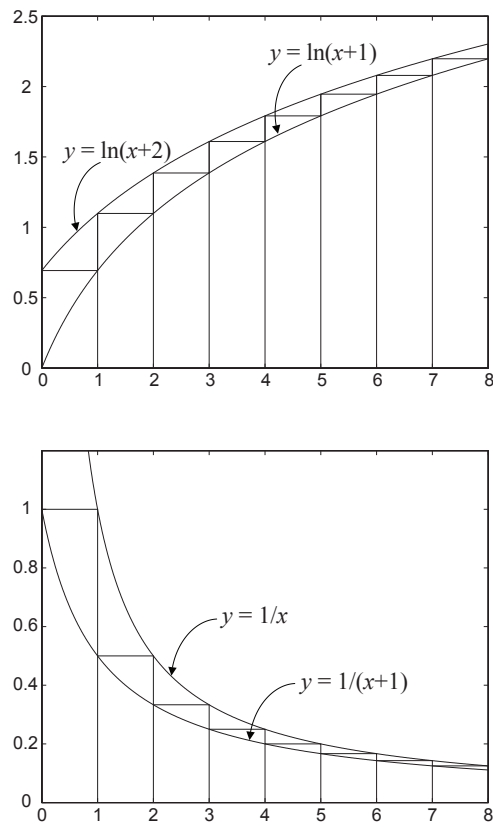 2.5
y = ln(x+1)
2
y = ln(x+2)
1.5
1
0.5
0
0 1 2 3 4 5 6 7 8
1
0.8
0.6
y = 1/x
0.4
y = 1/(x+1)
0.2
0
0 1 2 3 4 5 6 7 8